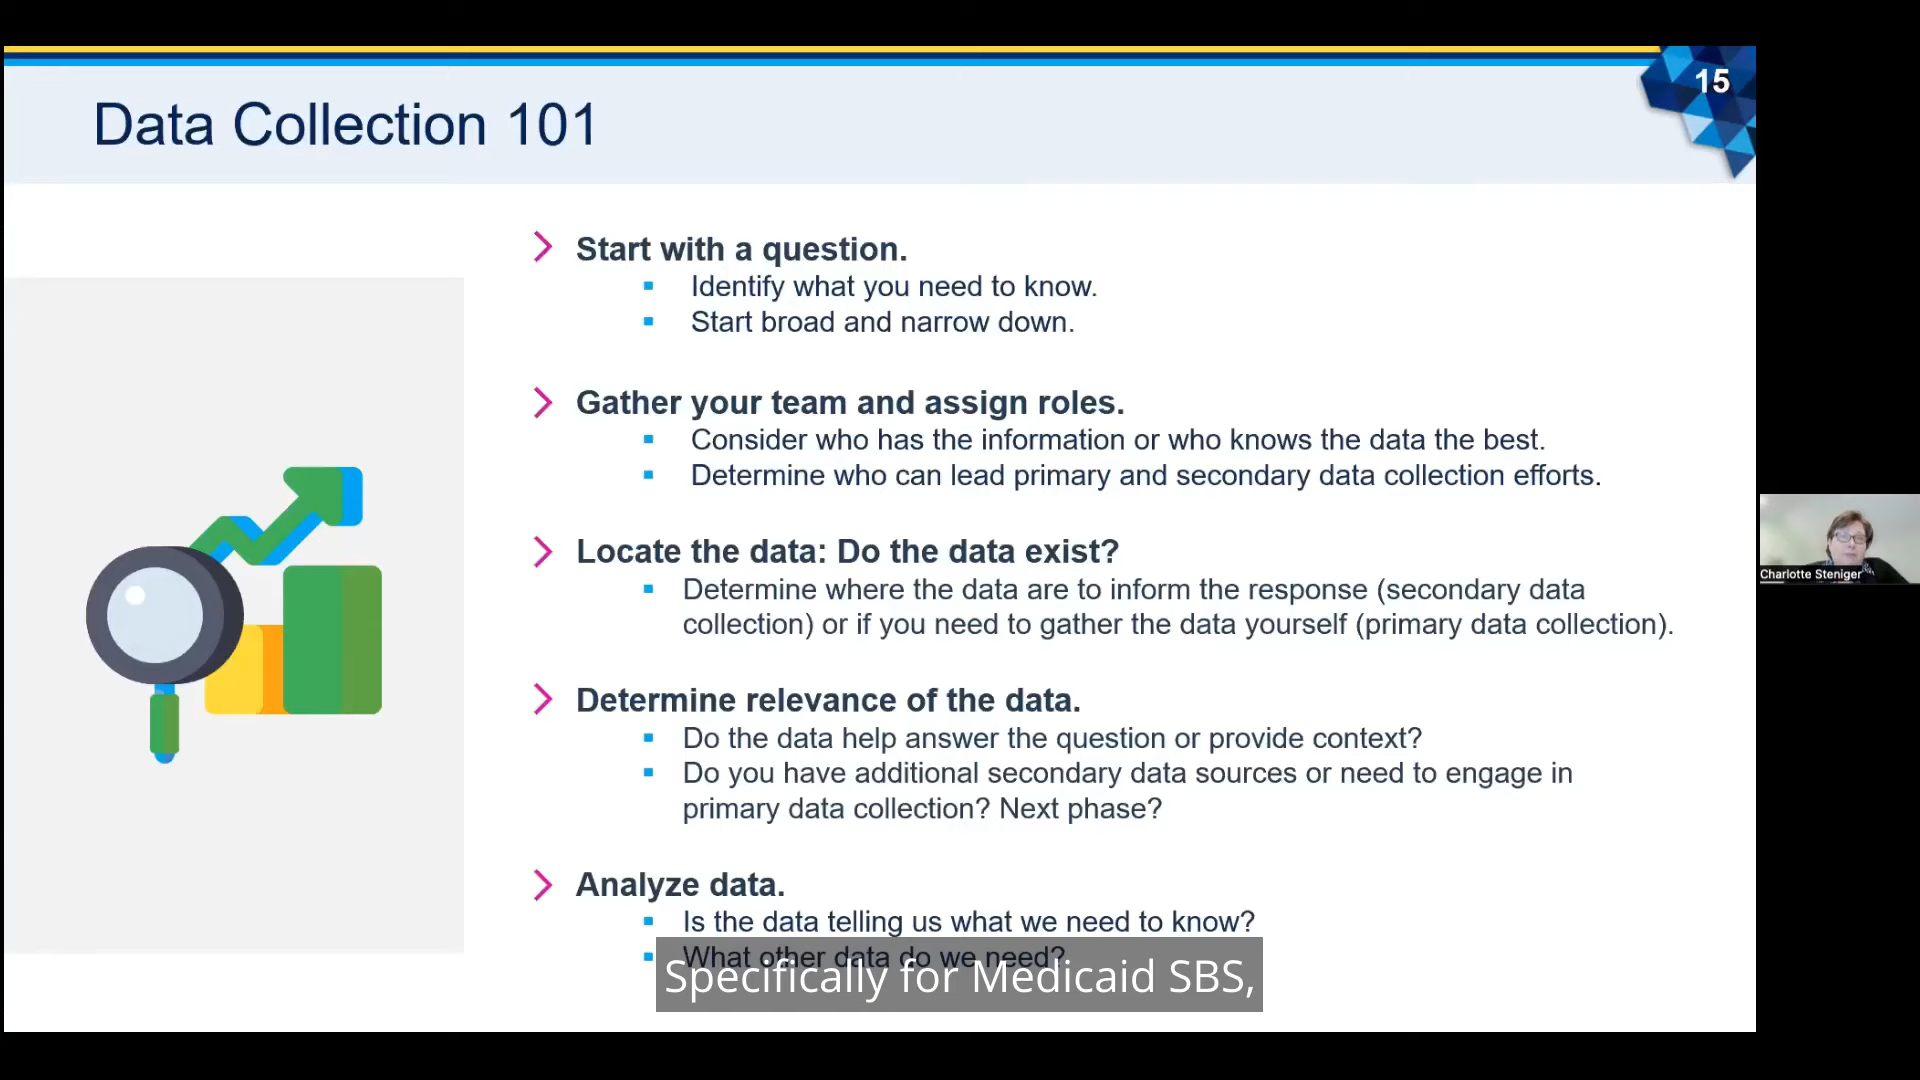 15
Data Collection 101
Start with a question.
Identify what you need to know.
Start broad and narrow down.
Gather your team and assign roles.
Consider who has the information or who knows the data the best.
Determine who can lead primary and secondary data collection efforts.
Locate the data: Do the data exist?
Determine where the data are to inform the response (secondary data
collection) or if you need to gather the data yourself (primary data collection).
Determine relevance of the data.
Do the data help answer the question or provide context?
Do you have additional secondary data sources or need to engage in
primary data collection? Next phase?
Analyze data.
Is the data telling us what we need to know?
What other data do we need?
Specifically for Medicaid SBS,
Charlotte Steniger